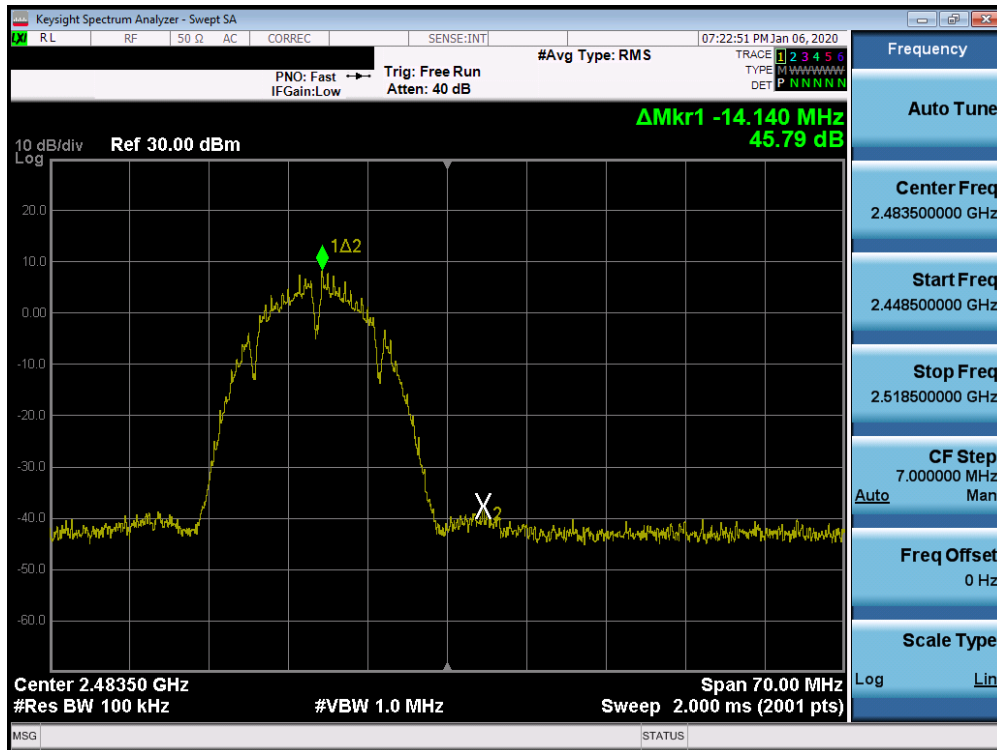 Keysight Spectrum Analyzer - Swept SA
LXI RL RF 50 Ω AC CORREC SENSE:INT 07:22:51 PM Jan 06, 2020
#Avg Type: RMS TRACE 1 2 3 4 5 6
PNO: Fast Trig: Free Run TYPE M WWWWW
IFGain:Low Atten: 40 dB DET P N N N N N
ΔMkr1 -14.140 MHz
45.79 dB
10 dB/div Ref 30.00 dBm
Log
20.0
1Δ2
10.0
0.00
-10.0
-20.0
-30.0
X2
-40.0
-50.0
-60.0
Center 2.48350 GHz Span 70.00 MHz
#Res BW 100 kHz #VBW 1.0 MHz Sweep 2.000 ms (2001 pts)
MSG STATUS
Frequency
Auto Tune
Center Freq
2.483500000 GHz
Start Freq
2.448500000 GHz
Stop Freq
2.518500000 GHz
CF Step
7.000000 MHz
Auto Man
Freq Offset
0 Hz
Scale Type
Log Lin